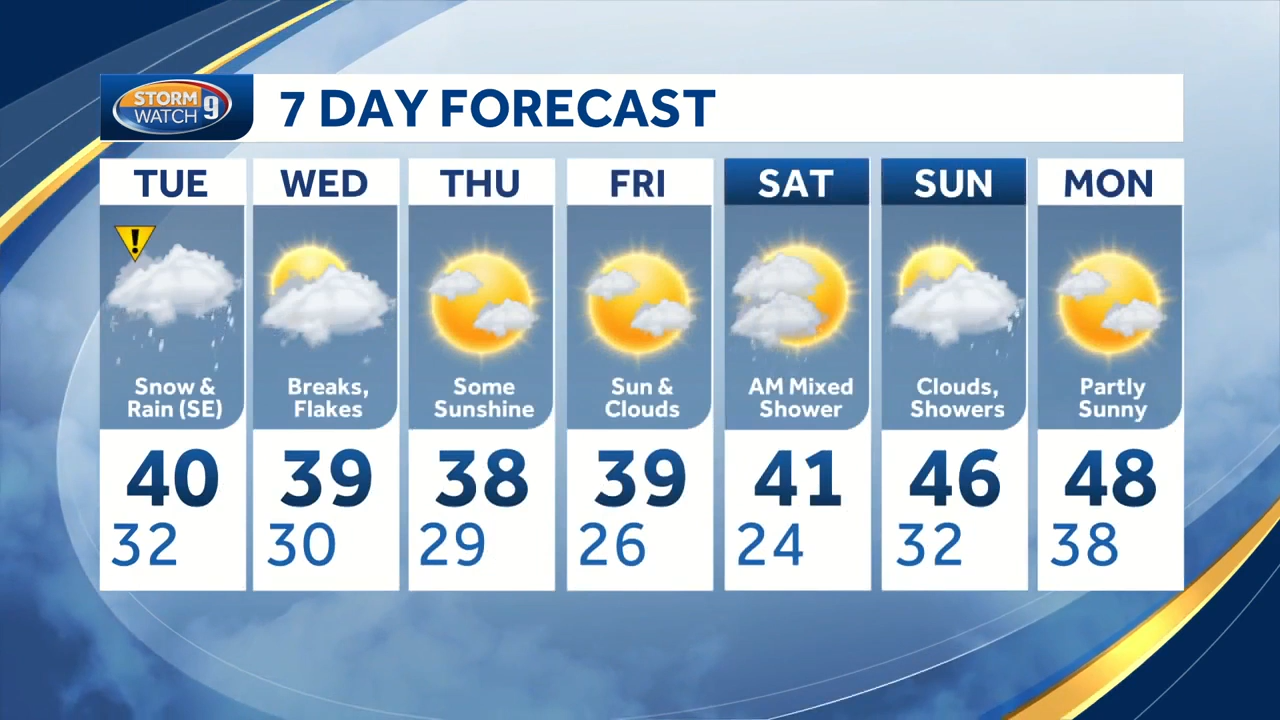 STORM
WATCH 9
7 DAY FORECAST
TUE
WED
THU
FRI
SAT
SUN
MON
!
Snow &
Rain (SE)
Breaks,
Flakes
Some
Sunshine
Sun &
Clouds
AM Mixed
Shower
Clouds,
Showers
Partly
Sunny
40
39
38
39
41
46
48
32
30
29
26
24
32
38